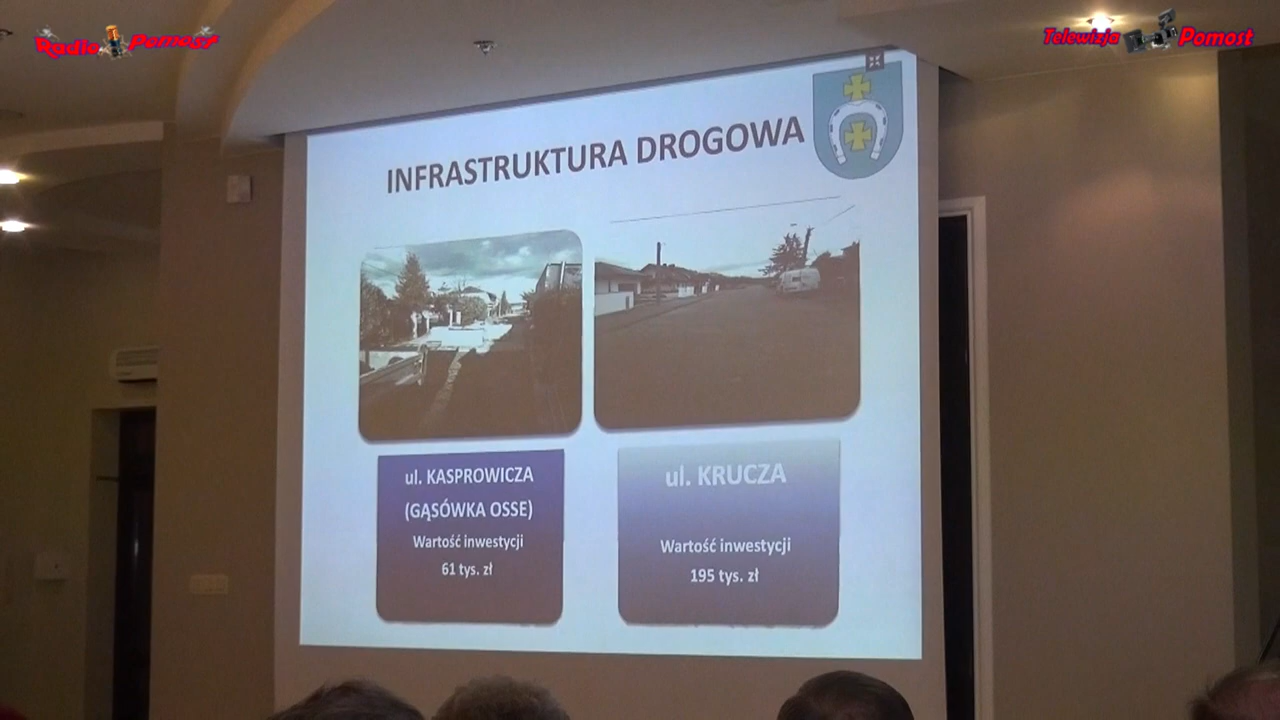 Radio Pomost
Telewizja Pomost
INFRASTRUKTURA DROGOWA
ul. KASPROWICZA
(GĄSÓWKA OSSE)
Wartość inwestycji
61 tys. zł
ul. KRUCZA
Wartość inwestycji
195 tys. zł